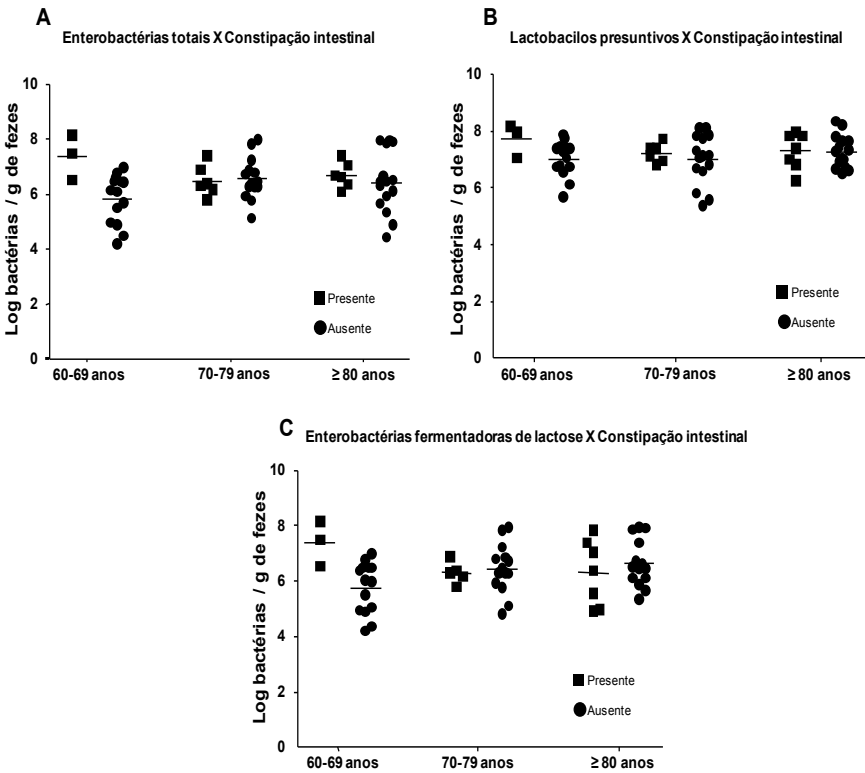 A
Enterobactérias totais X Constipação intestinal
Log bactérias / g de fezes
10
8
6
4
2
0
Presente
Ausente
60-69 anos 70-79 anos ≥ 80 anos
B
Lactobacilos presuntivos X Constipação intestinal
Log bactérias / g de fezes
10
8
6
4
2
0
Presente
Ausente
60-69 anos 70-79 anos ≥ 80 anos
C
Enterobactérias fermentadoras de lactose X Constipação intestinal
Log bactérias / g de fezes
10
8
6
4
2
0
Presente
Ausente
60-69 anos 70-79 anos ≥ 80 anos